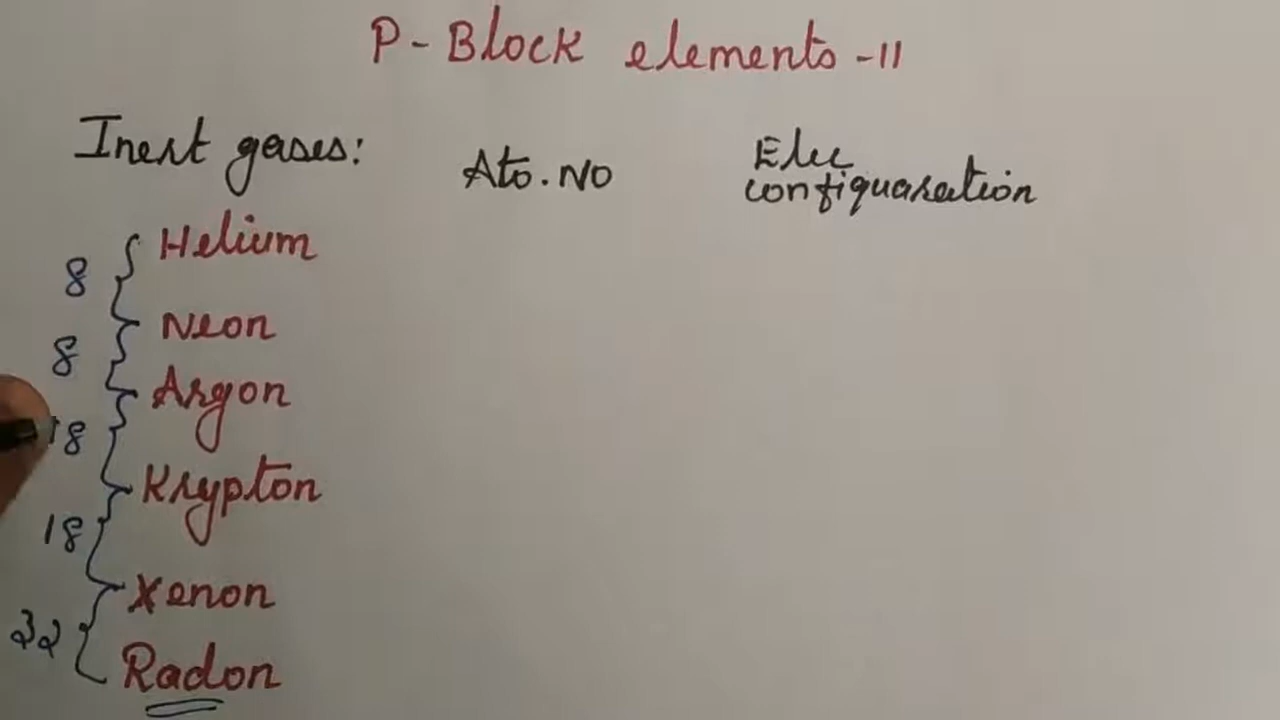 P-Block elements -II
Inert gases:
Ato. No
Elec
configuaration
Helium
8
Neon
8
Argon
18
Krypton
18
Xenon
32
Radon